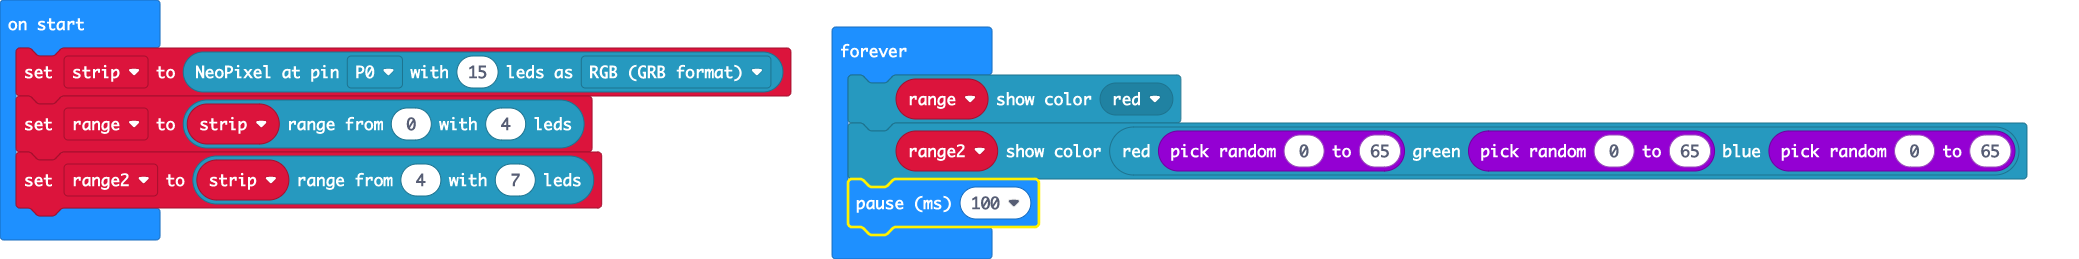 on start
set strip to NeoPixel at pin P0 with 15 leds as RGB (GRB format)
set range to strip range from 0 with 4 leds
set range2 to strip range from 4 with 7 leds
forever
range show color red
range2 show color red pick random 0 to 65 green pick random 0 to 65 blue pick random 0 to 65
pause (ms) 100